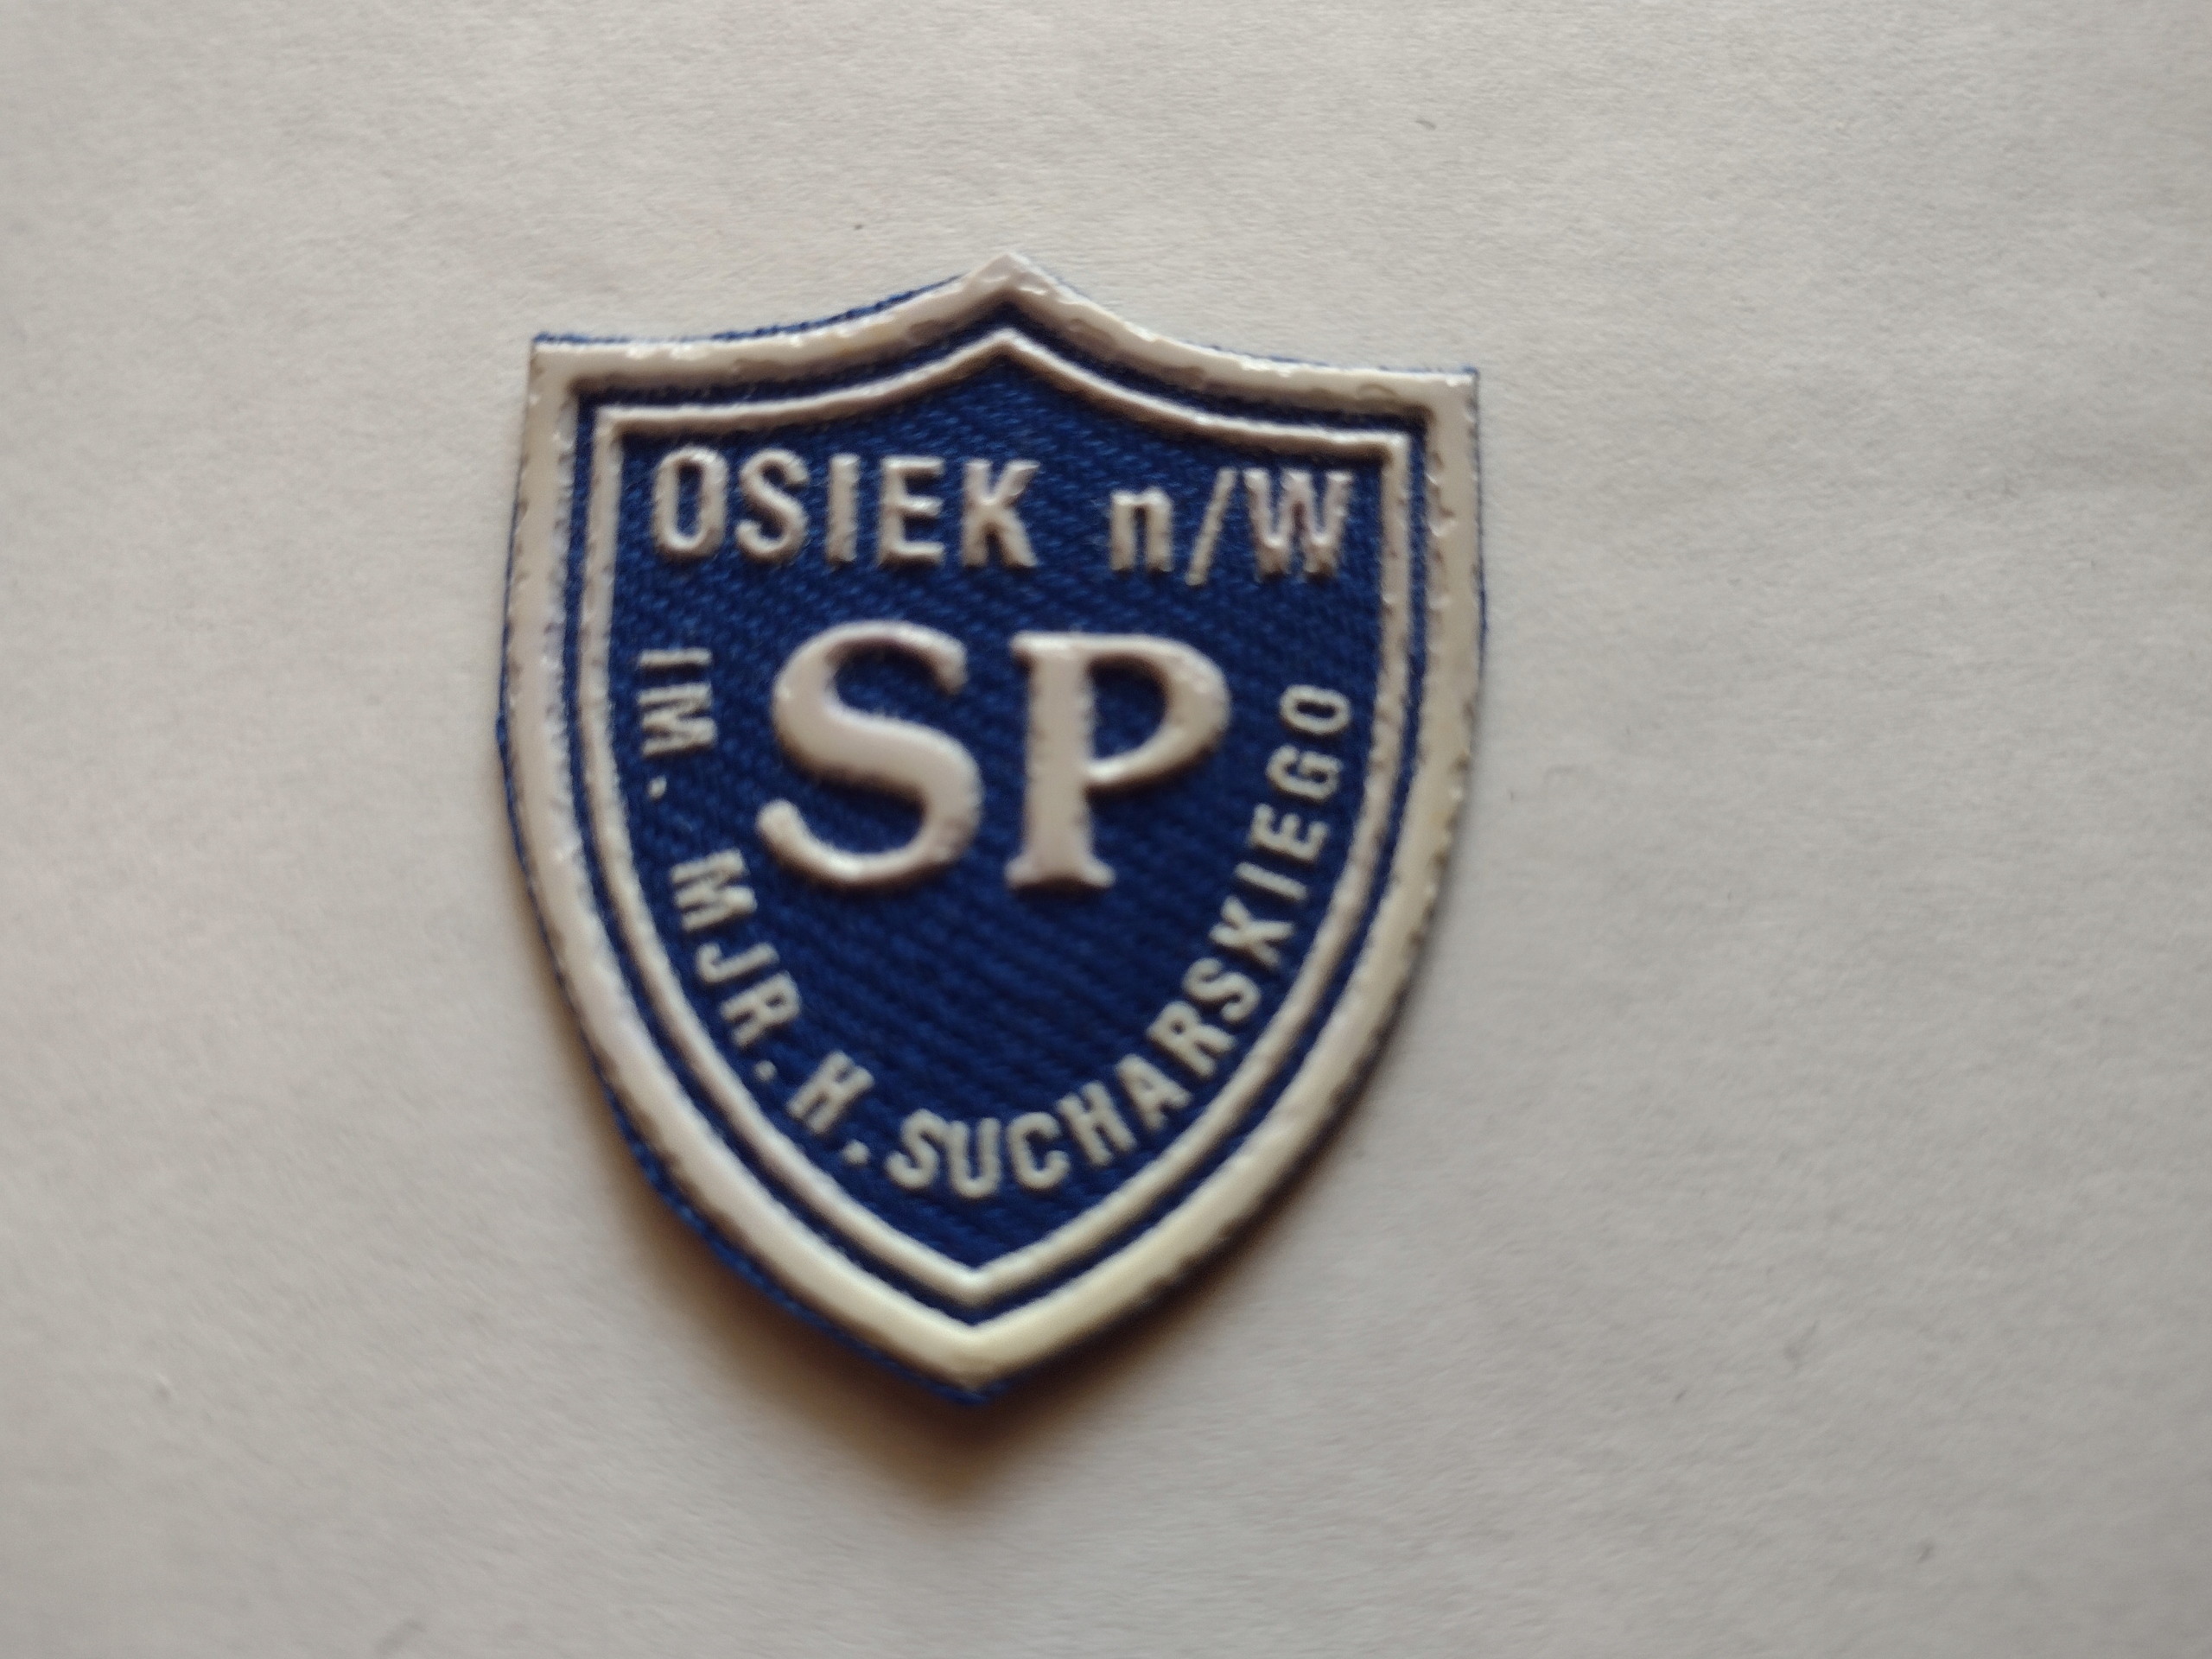 OSIEK n/W
SP
IM. MJR. H. SUCHARSKIEGO